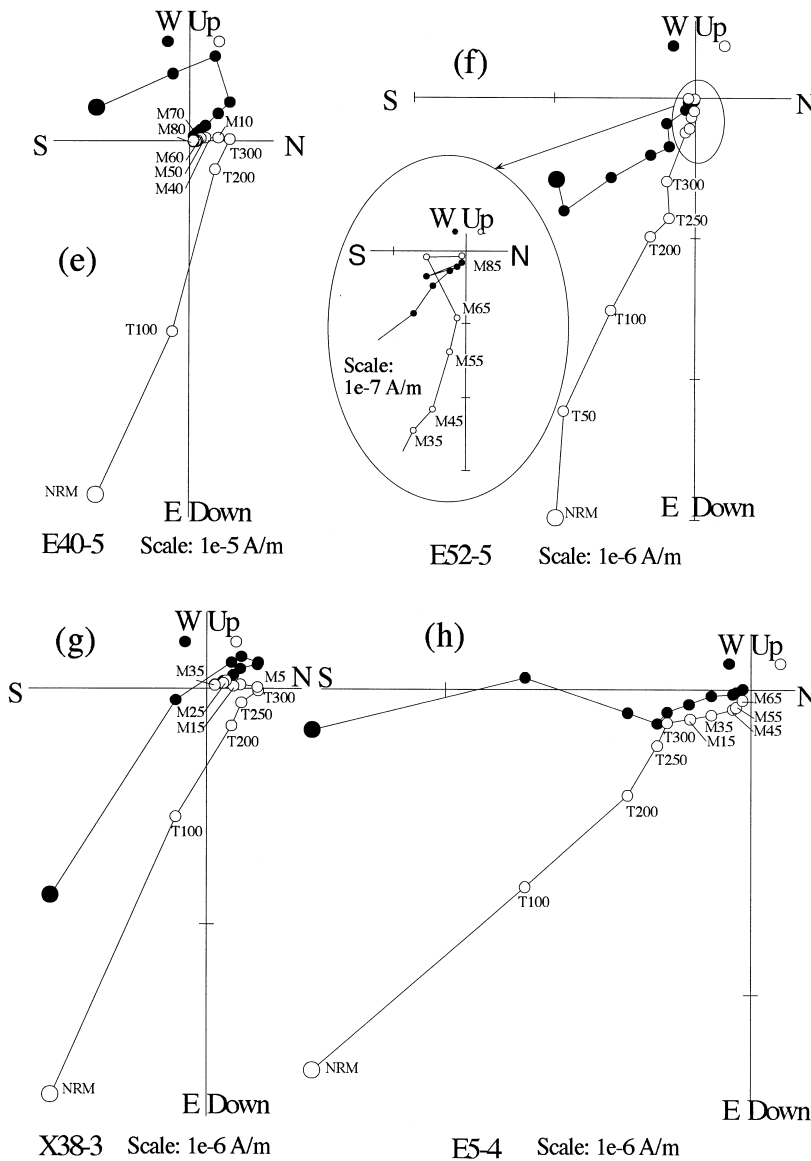 W Up
M70
M80
M10
S
N
M60
M50
M40
T300
T200
(e)
T100
NRM
E Down
E40-5 Scale: 1e-5 A/m
W Up
(f)
S
N
T300
T250
T200
T100
T50
NRM
E Down
W Up
S
N
M85
M65
M55
M45
M35
Scale:
1e-7 A/m
E52-5 Scale: 1e-6 A/m
(g)
W Up
M35
M5
S
N
T300
M25
M15
T250
T200
T100
NRM
E Down
X38-3 Scale: 1e-6 A/m
(h)
W Up
S
N
M65
M55
M45
M35
M15
T300
T250
T200
T100
NRM
E Down
E5-4 Scale: 1e-6 A/m